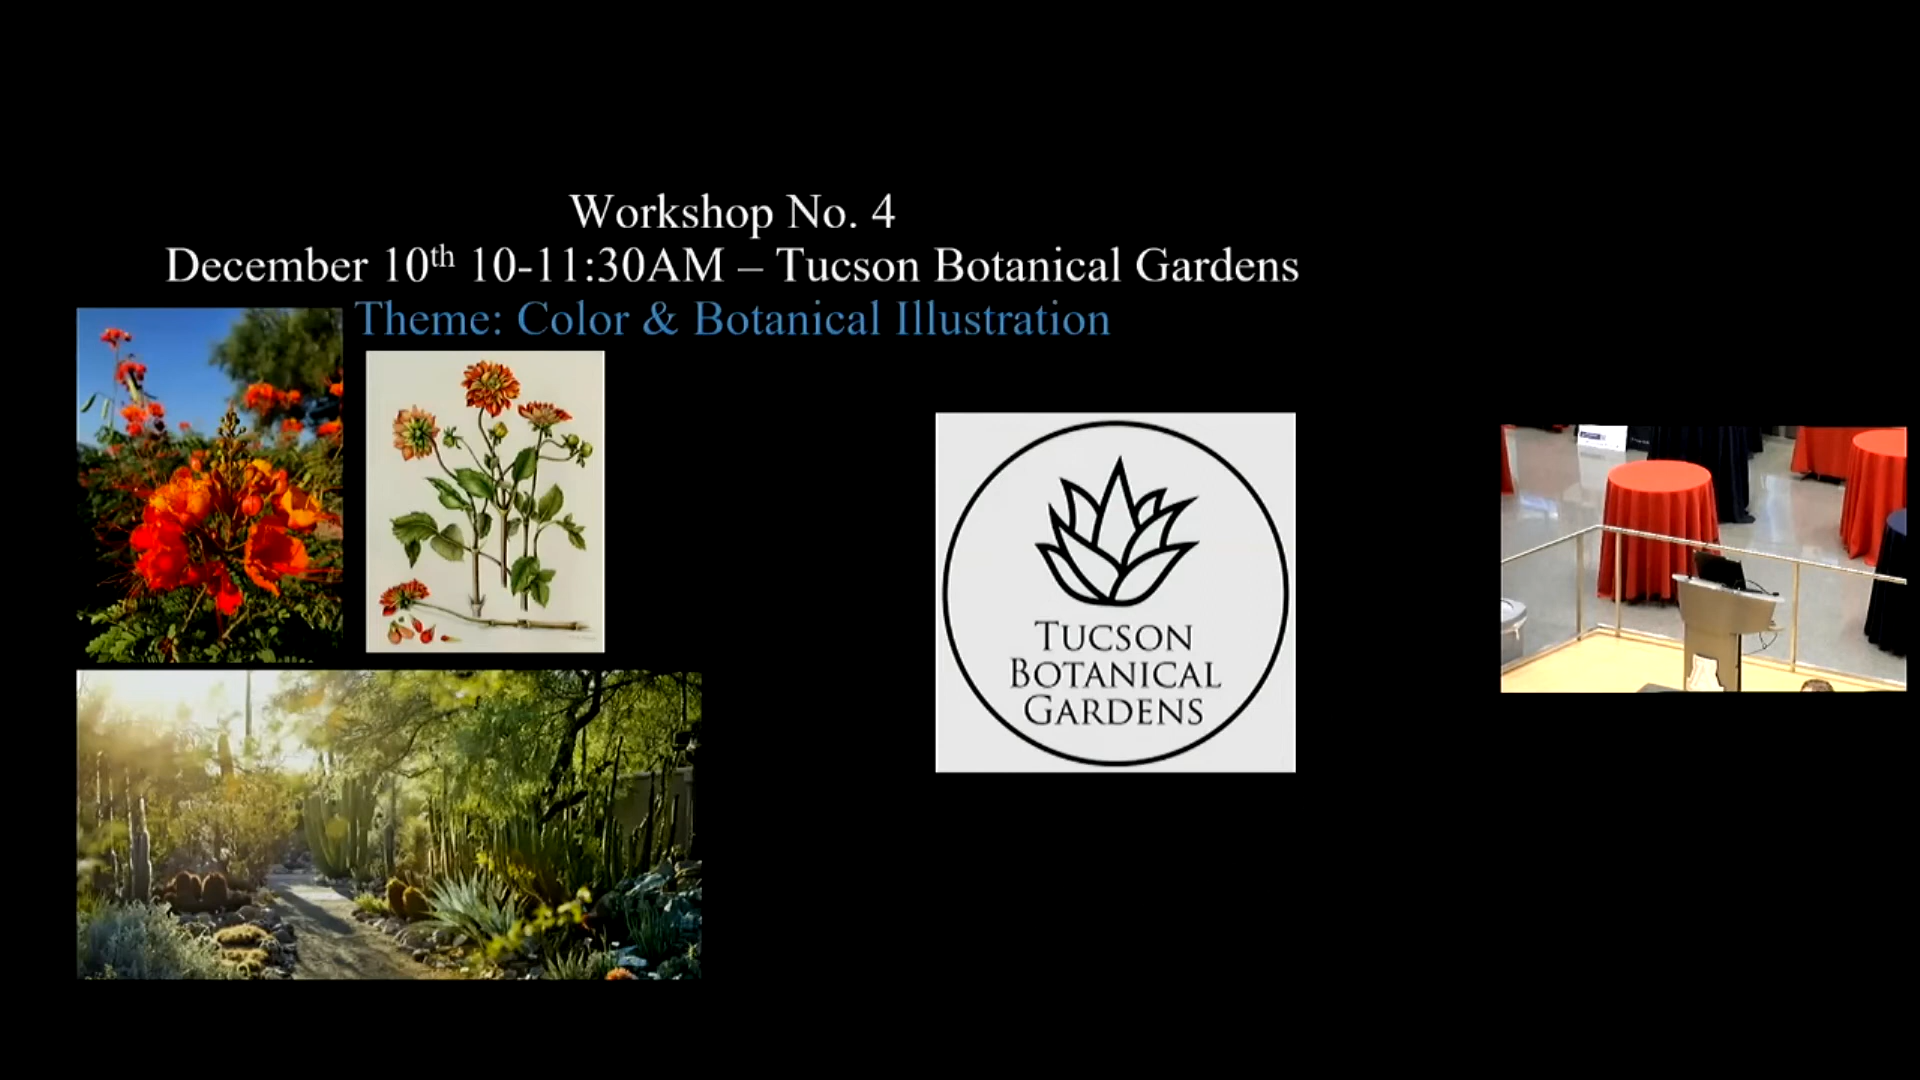 Workshop No. 4
December 10th 10-11:30AM – Tucson Botanical Gardens
Theme: Color & Botanical Illustration
TUCSON
BOTANICAL
GARDENS